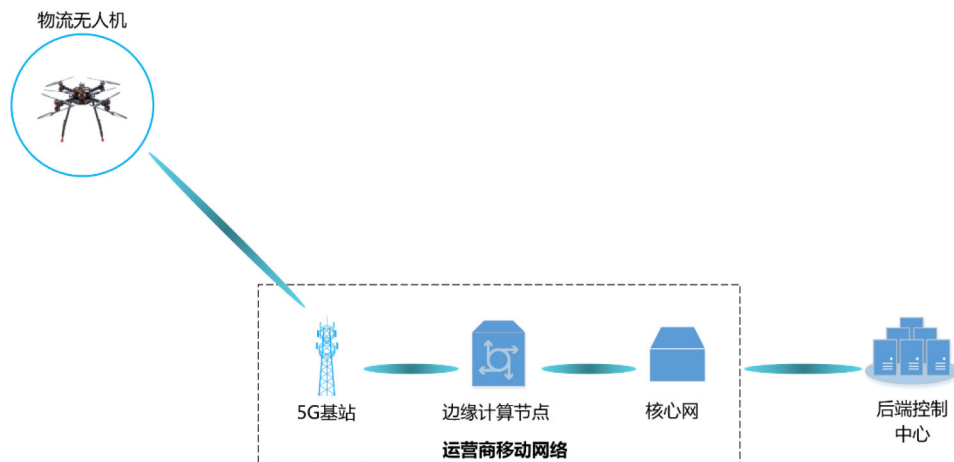 物流无人机
5G基站
边缘计算节点
核心网
后端控制
中心
运营商移动网络